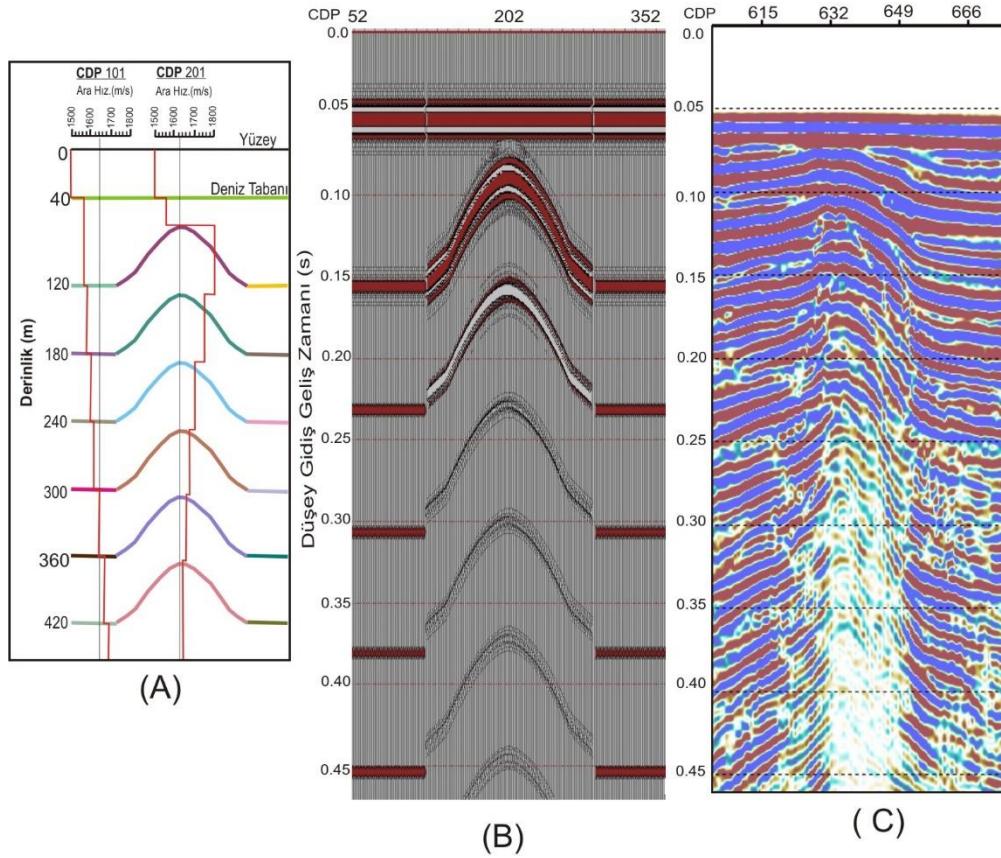 CDP 101 CDP 201
Ara Hız.(m/s) Ara Hız.(m/s)
1500 1600 1700 1800 1500 1600 1700 1800
Yüzey
0
Deniz Tabanı
40
120
180
240
300
360
420
Derinlik (m)
(A)
CDP
52 202 352
0.0
0.05
0.10
0.15
0.20
0.25
0.30
0.35
0.40
0.45
Düşey Gidiş Geliş Zamanı (s)
(B)
CDP 615 632 649 666
0.0
0.05
0.10
0.15
0.20
0.25
0.30
0.35
0.40
0.45
( C)